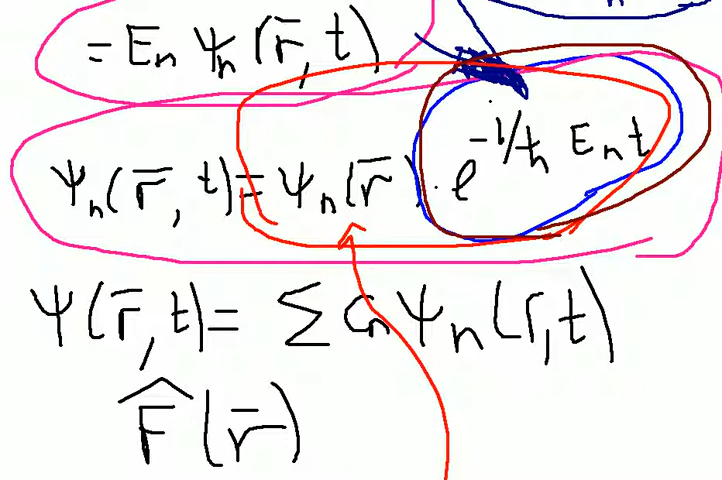 = Eₙ Ψₙ(r̅, t)
Ψₙ(r̅, t) = Ψₙ(r̅) · e^(-i/ħ Eₙ t)
Ψ(r̅, t) = Σ Cₙ Ψₙ(r, t)
F̂(r̅)